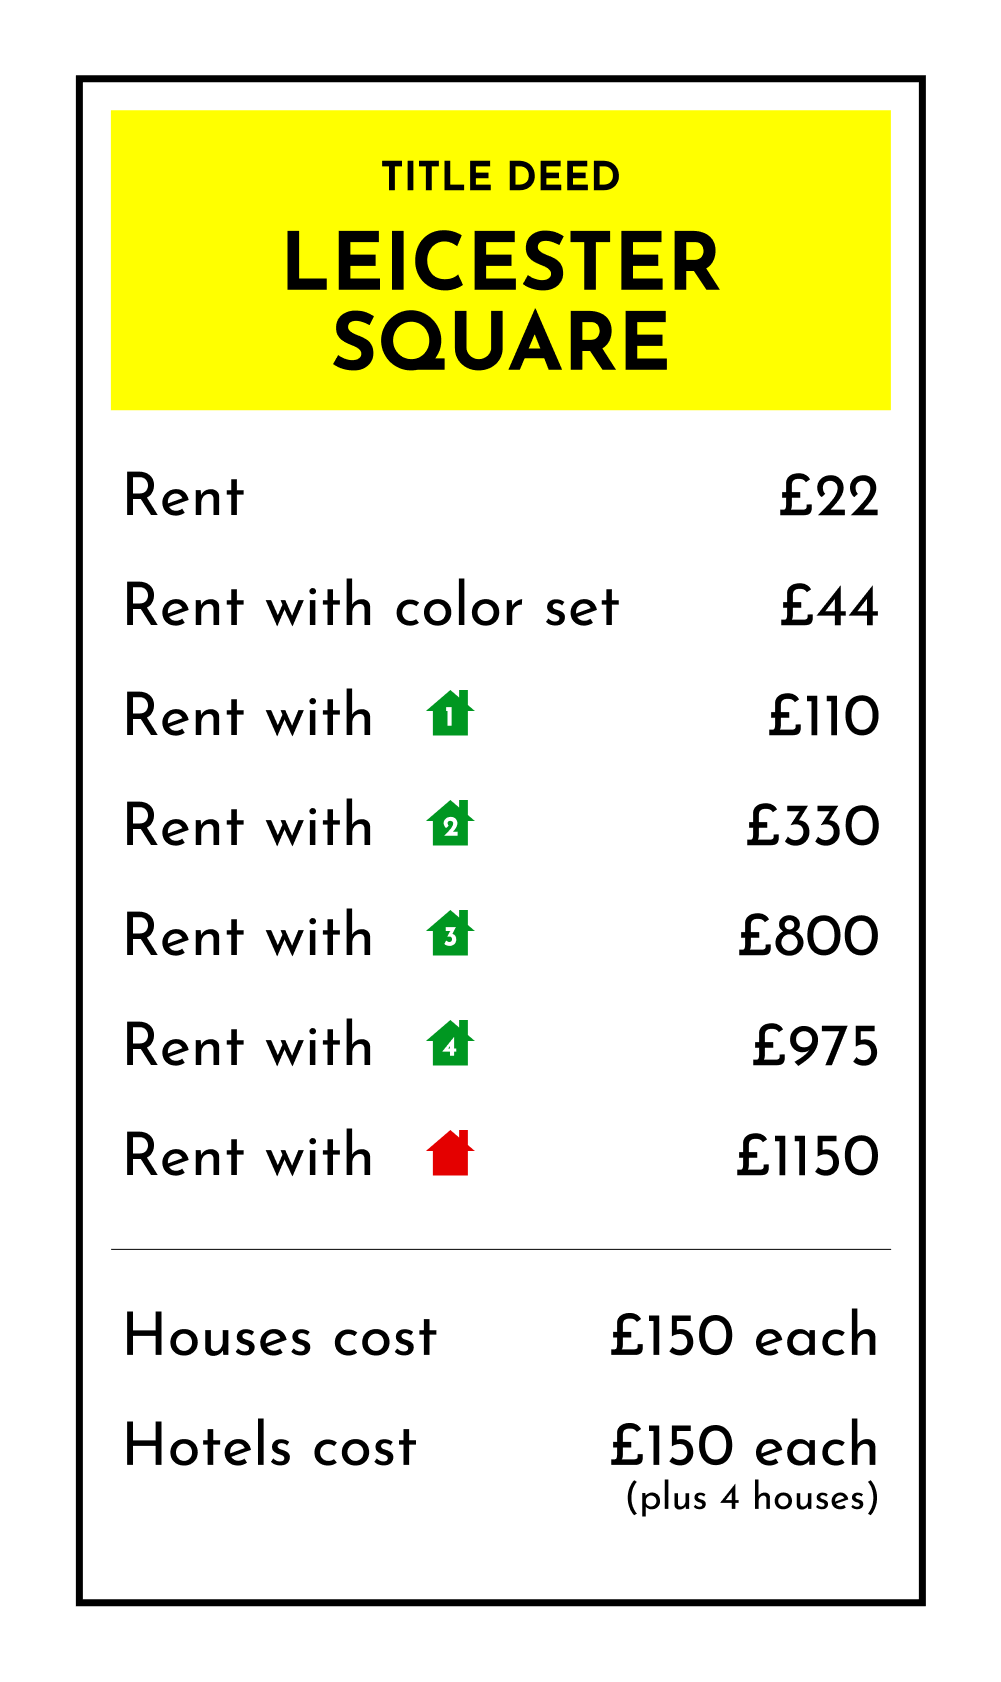 TITLE DEED
LEICESTER
SQUARE
Rent £22
Rent with color set £44
Rent with 1 £110
Rent with 2 £330
Rent with 3 £800
Rent with 4 £975
Rent with £1150
Houses cost £150 each
Hotels cost £150 each
(plus 4 houses)